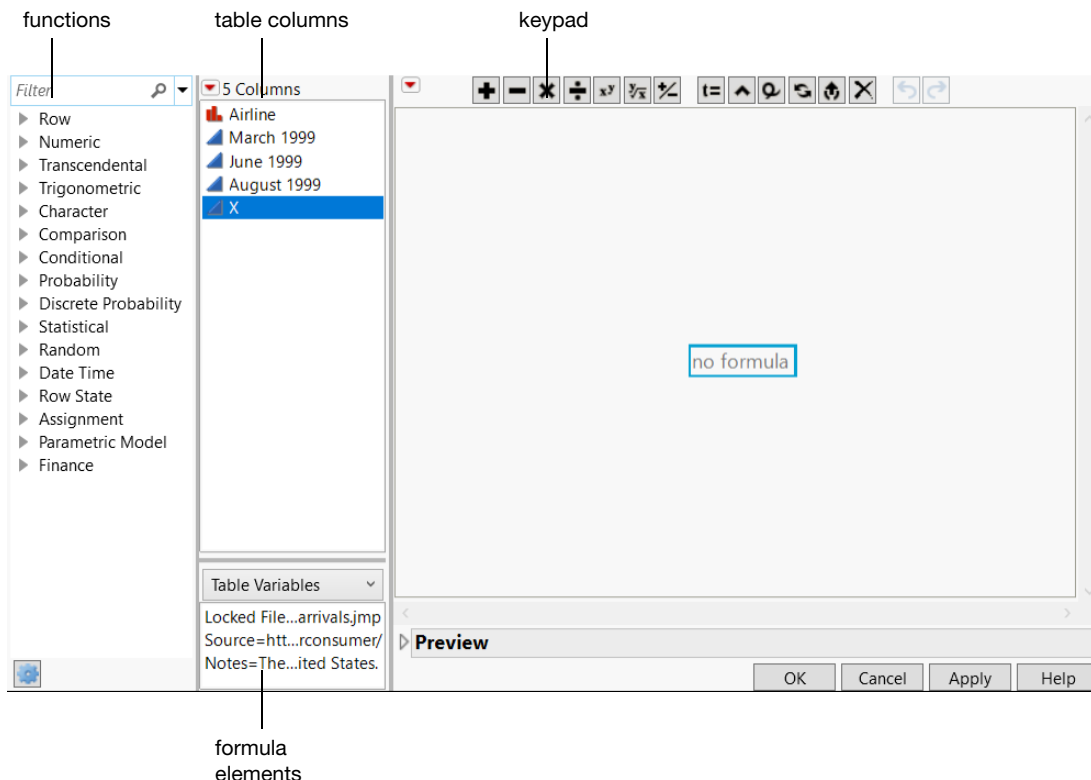 functions
table columns
keypad
Filter
Row
Numeric
Transcendental
Trigonometric
Character
Comparison
Conditional
Probability
Discrete Probability
Statistical
Random
Date Time
Row State
Assignment
Parametric Model
Finance
5 Columns
Airline
March 1999
June 1999
August 1999
X
Table Variables
Locked File...arrivals.jmp
Source=htt...rconsumer/
Notes=The...ited States.
xʸ
ʸ√x
t=
no formula
Preview
OK
Cancel
Apply
Help
formula
elements